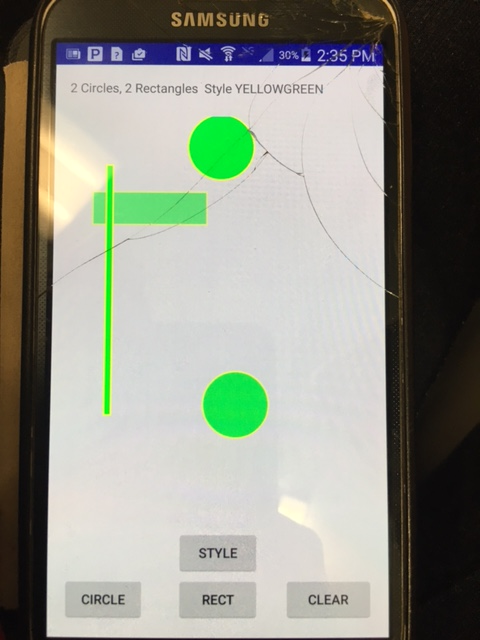 SAMSUNG
30% 2:35 PM
2 Circles, 2 Rectangles Style YELLOWGREEN
STYLE
CIRCLE RECT CLEAR